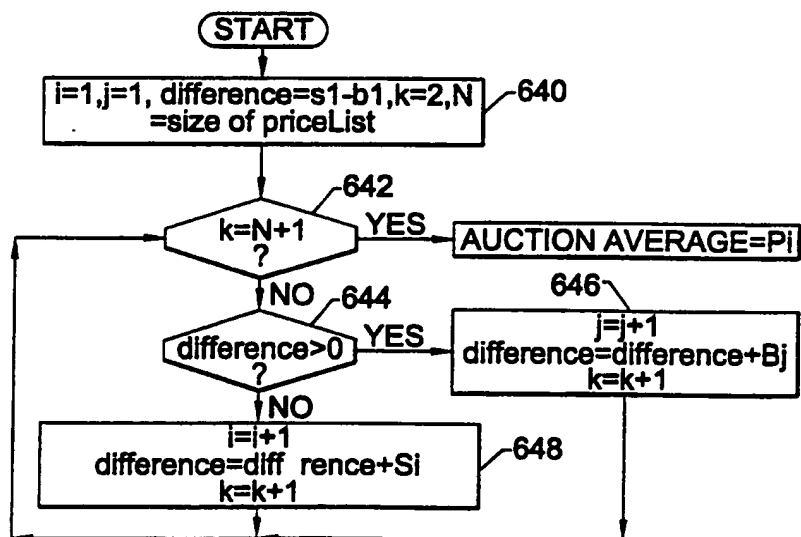 START
i=1,j=1, difference=s1-b1,k=2,N
=size of priceList
640
642
k=N+1
?
YES
AUCTION AVERAGE=Pi
NO
644
646
difference>0
?
YES
j=j+1
difference=difference+Bj
k=k+1
NO
i=i+1
difference=diff rence+Si
k=k+1
648